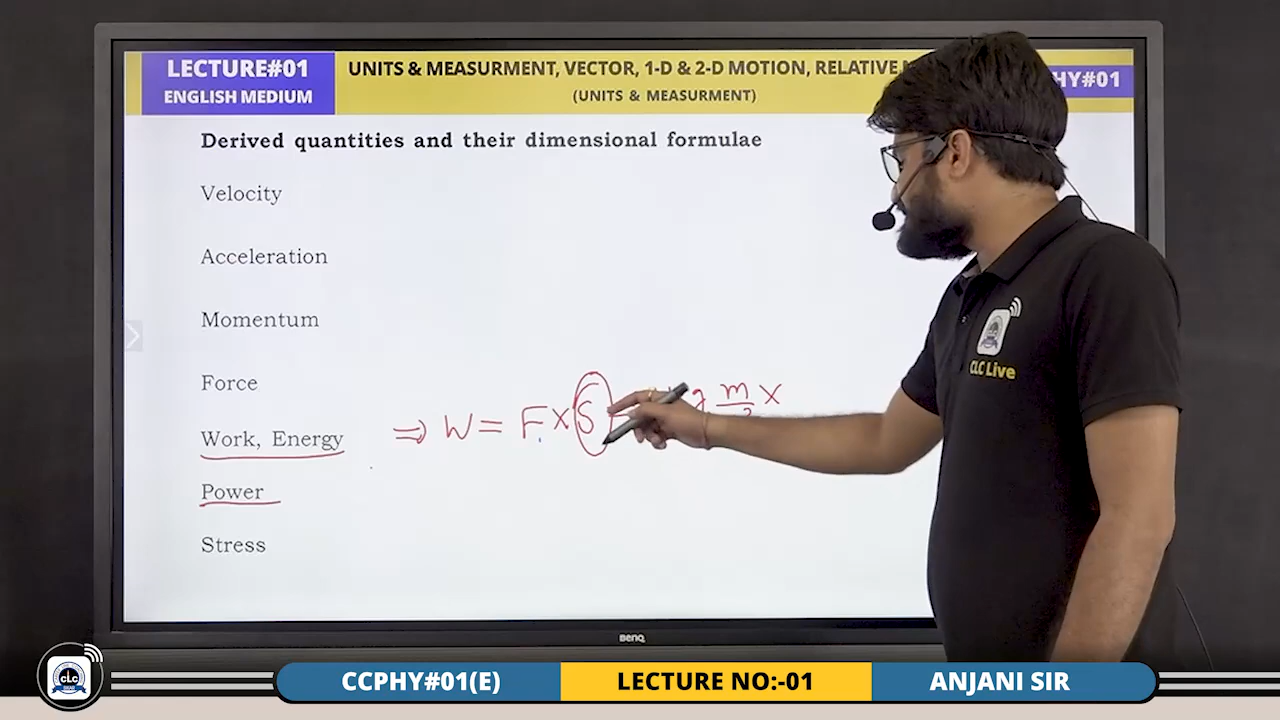 LECTURE#01
ENGLISH MEDIUM
UNITS & MEASURMENT, VECTOR, 1-D & 2-D MOTION, RELATIVE
(UNITS & MEASURMENT)
HY#01
Derived quantities and their dimensional formulae
Velocity
Acceleration
Momentum
Force
Work, Energy
⇒ W = F × S
m ×
Power
Stress
CLC Live
BenQ
CLC
CCPHY#01(E)
LECTURE NO:-01
ANJANI SIR